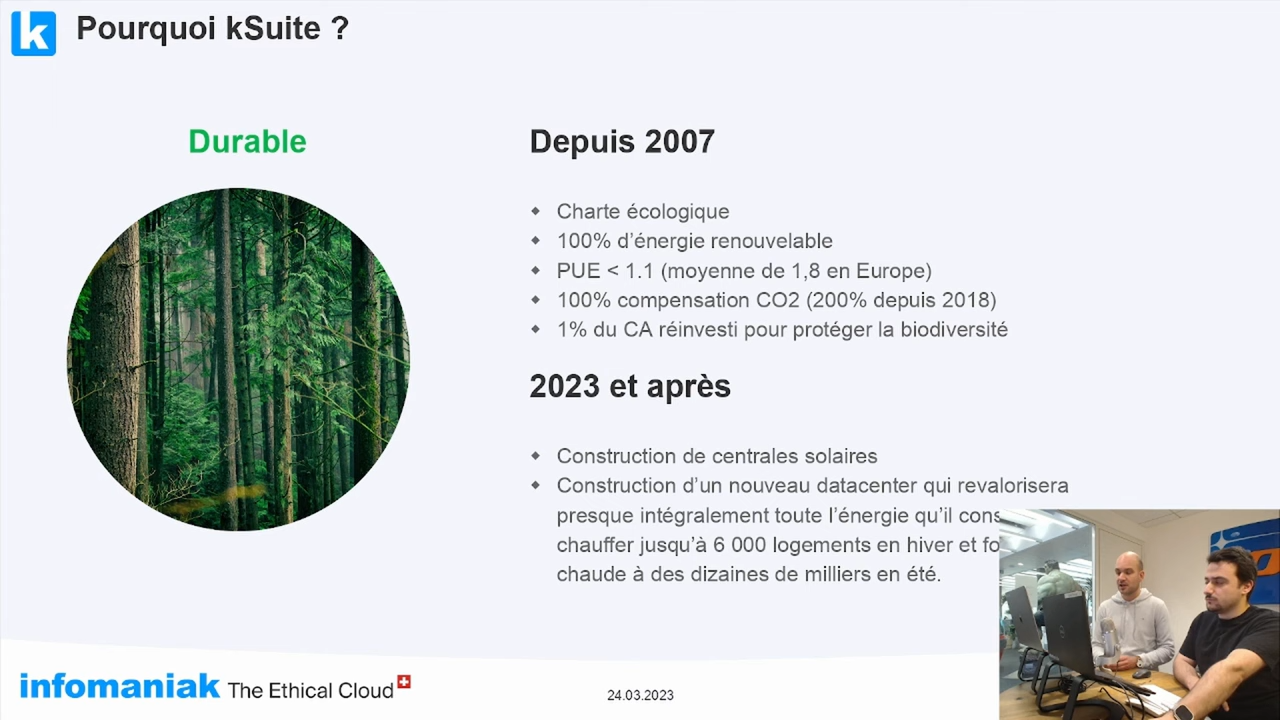 k
Pourquoi kSuite ?
Durable
Depuis 2007
Charte écologique
100% d’énergie renouvelable
PUE < 1.1 (moyenne de 1,8 en Europe)
100% compensation CO2 (200% depuis 2018)
1% du CA réinvesti pour protéger la biodiversité
2023 et après
Construction de centrales solaires
Construction d’un nouveau datacenter qui revalorisera
presque intégralement toute l’énergie qu’il cons
chauffer jusqu’à 6 000 logements en hiver et fo
chaude à des dizaines de milliers en été.
infomaniak The Ethical Cloud
24.03.2023